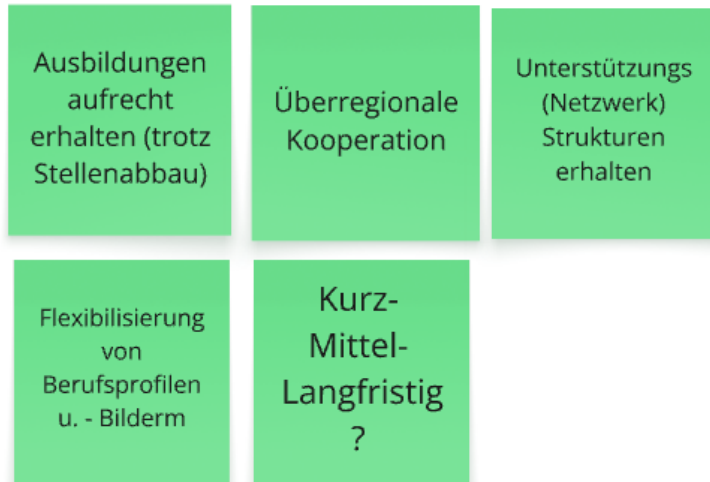 Ausbildungen
aufrecht
erhalten (trotz
Stellenabbau)
Überregionale
Kooperation
Unterstützungs
(Netzwerk)
Strukturen
erhalten
Flexibilisierung
von
Berufsprofilen
u. - Bilderm
Kurz-
Mittel-
Langfristig
?